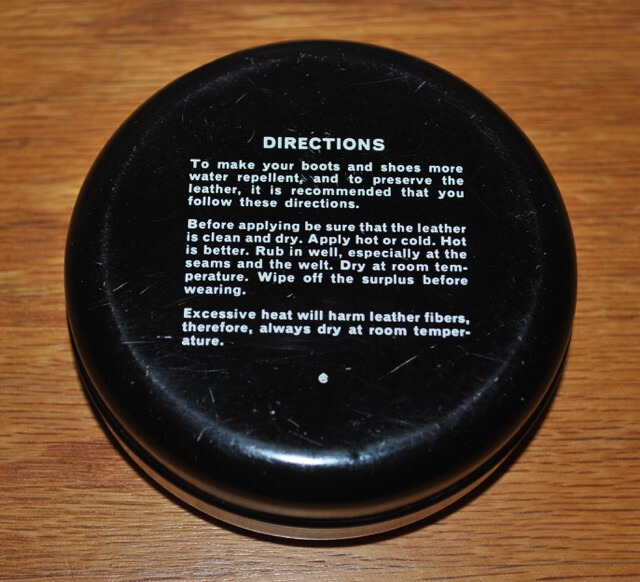 DIRECTIONS
To make your boots and shoes more
water repellent, and to preserve the
leather, it is recommended that you
follow these directions.
Before applying be sure that the leather
is clean and dry. Apply hot or cold. Hot
is better. Rub in well, especially at the
seams and the welt. Dry at room tem-
perature. Wipe off the surplus before
wearing.
Excessive heat will harm leather fibers,
therefore, always dry at room temper-
ature.